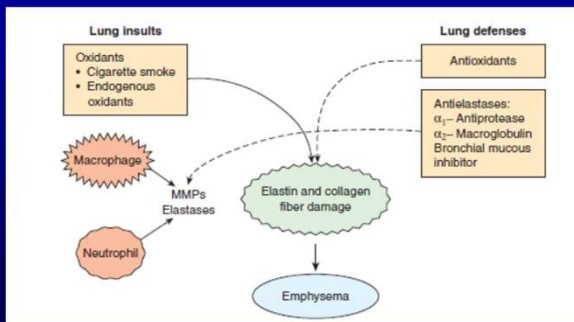 Lung insults
Oxidants
• Cigarette smoke
• Endogenous
oxidants
Macrophage
MMPs
Elastases
Neutrophil
Lung defenses
Antioxidants
Antielastases:
α₁– Antiprotease
α₂– Macroglobulin
Bronchial mucous
inhibitor
Elastin and collagen
fiber damage
Emphysema